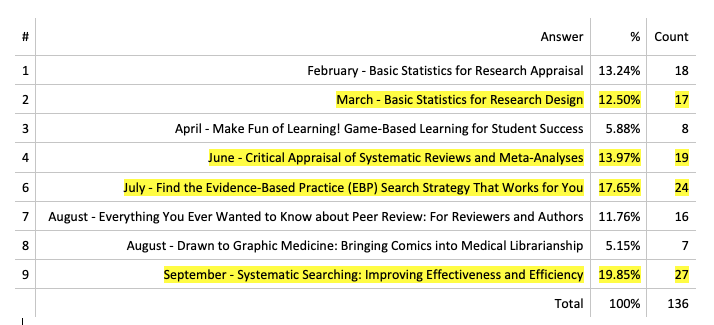 # Answer % Count
1 February - Basic Statistics for Research Appraisal 13.24% 18
2 March - Basic Statistics for Research Design 12.50% 17
3 April - Make Fun of Learning! Game-Based Learning for Student Success 5.88% 8
4 June - Critical Appraisal of Systematic Reviews and Meta-Analyses 13.97% 19
6 July - Find the Evidence-Based Practice (EBP) Search Strategy That Works for You 17.65% 24
7 August - Everything You Ever Wanted to Know about Peer Review: For Reviewers and Authors 11.76% 16
8 August - Drawn to Graphic Medicine: Bringing Comics into Medical Librarianship 5.15% 7
9 September - Systematic Searching: Improving Effectiveness and Efficiency 19.85% 27
Total 100% 136